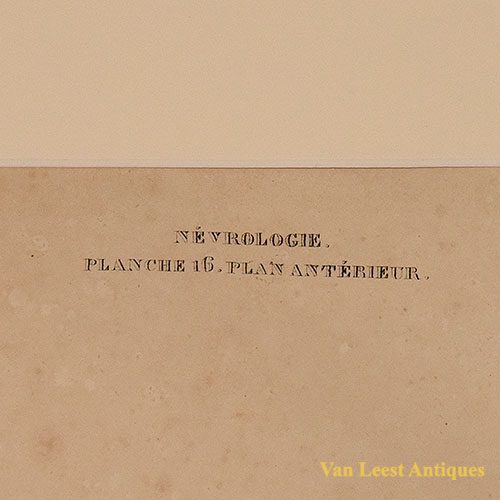 NÉVROLOGIE.
PLANCHE 16. PLAN ANTÉRIEUR.
Van Leest Antiques